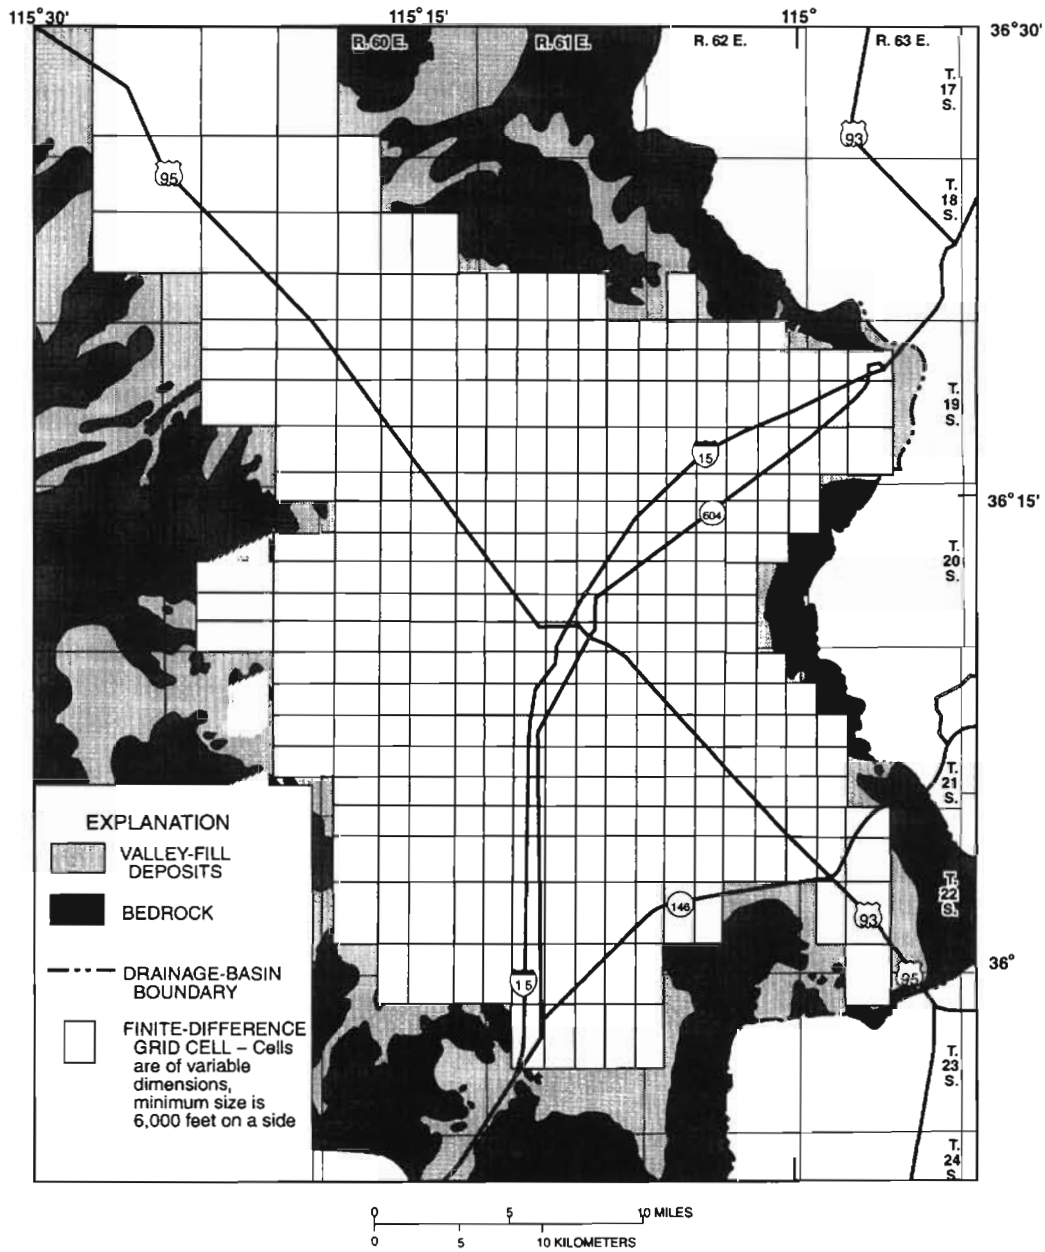 115° 30'
115° 15'
115°
36° 30'
R. 60 E.
R. 61 E.
R. 62 E.
R. 63 E.
T.
17
S.
93
95
T.
18
S.
T.
19
S.
15
36° 15'
604
T.
20
S.
T.
21
S.
EXPLANATION
VALLEY-FILL
DEPOSITS
BEDROCK
T.
22
S.
146
93
DRAINAGE-BASIN
BOUNDARY
36°
95
15
FINITE-DIFFERENCE
GRID CELL – Cells
are of variable
dimensions,
minimum size is
6,000 feet on a side
T.
23
S.
T.
24
S.
0 5 10 MILES
0 5 10 KILOMETERS